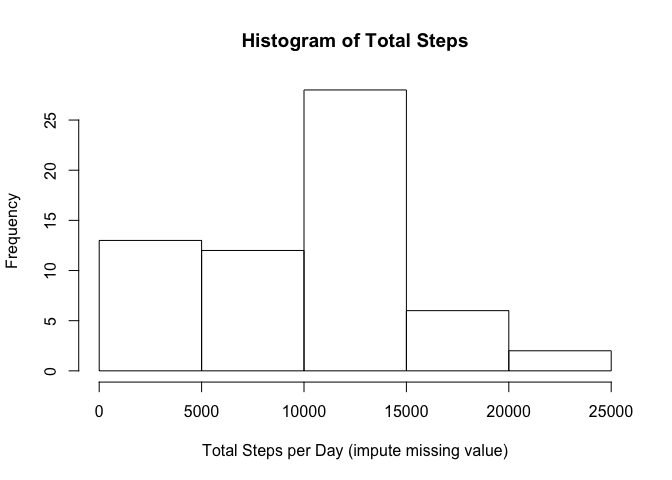 Histogram of Total Steps
Frequency
25
20
15
10
5
0
0 5000 10000 15000 20000 25000
Total Steps per Day (impute missing value)